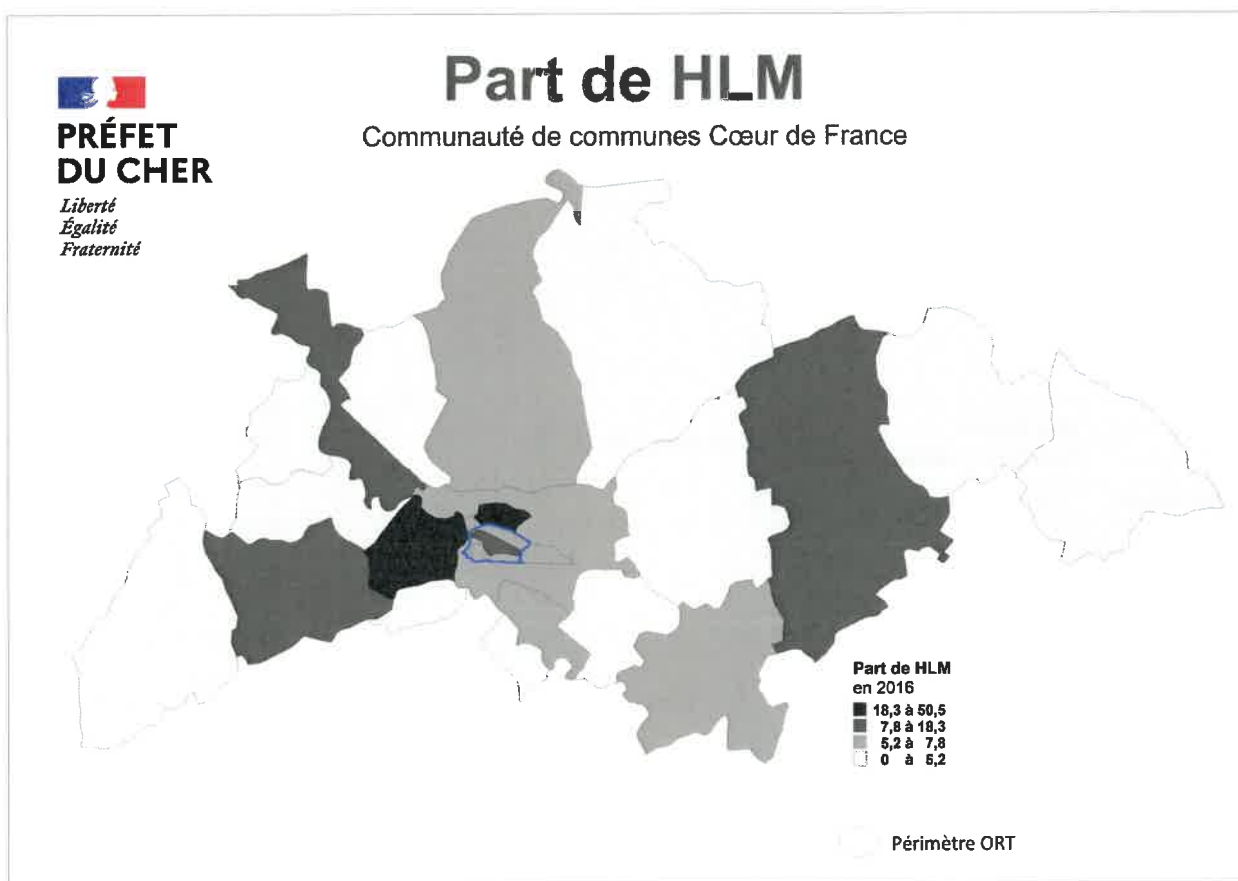 Part de HLM
Communauté de communes Cœur de France
PRÉFET
DU CHER
Liberté
Égalité
Fraternité
Part de HLM
en 2016
18,3 à 50,5
7,8 à 18,3
5,2 à 7,8
0 à 5,2
Périmètre ORT